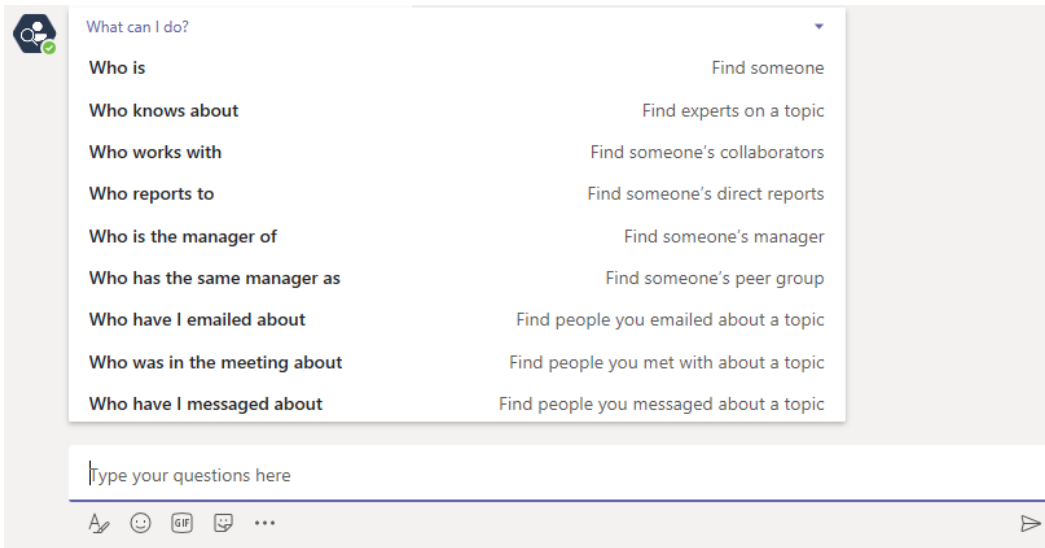 What can I do?
Who is Find someone
Who knows about Find experts on a topic
Who works with Find someone's collaborators
Who reports to Find someone's direct reports
Who is the manager of Find someone's manager
Who has the same manager as Find someone's peer group
Who have I emailed about Find people you emailed about a topic
Who was in the meeting about Find people you met with about a topic
Who have I messaged about Find people you messaged about a topic
Type your questions here
GIF